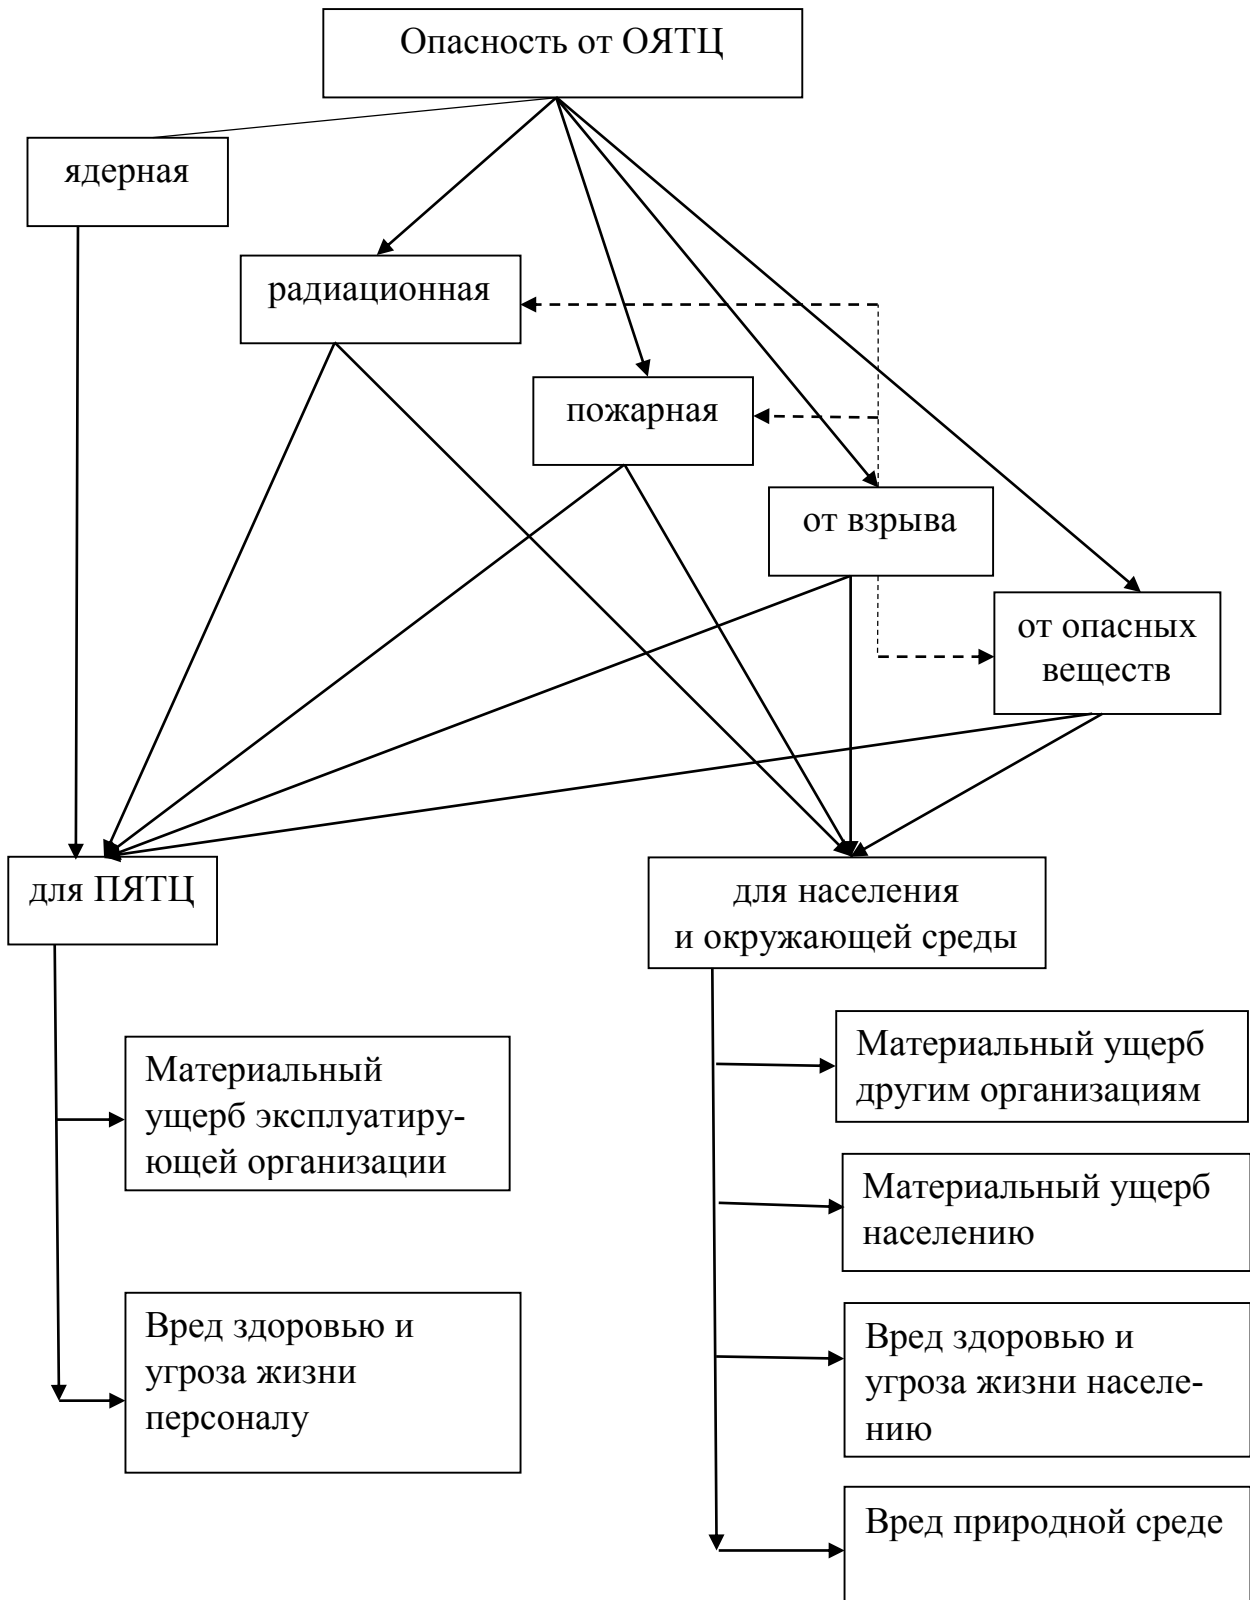 Опасность от ОЯТЦ
ядерная
радиационная
пожарная
от взрыва
от опасных
веществ
для ПЯТЦ
для населения
и окружающей среды
Материальный
ущерб эксплуатиру-
ющей организации
Вред здоровью и
угроза жизни
персоналу
Материальный ущерб
другим организациям
Материальный ущерб
населению
Вред здоровью и
угроза жизни населе-
нию
Вред природной среде